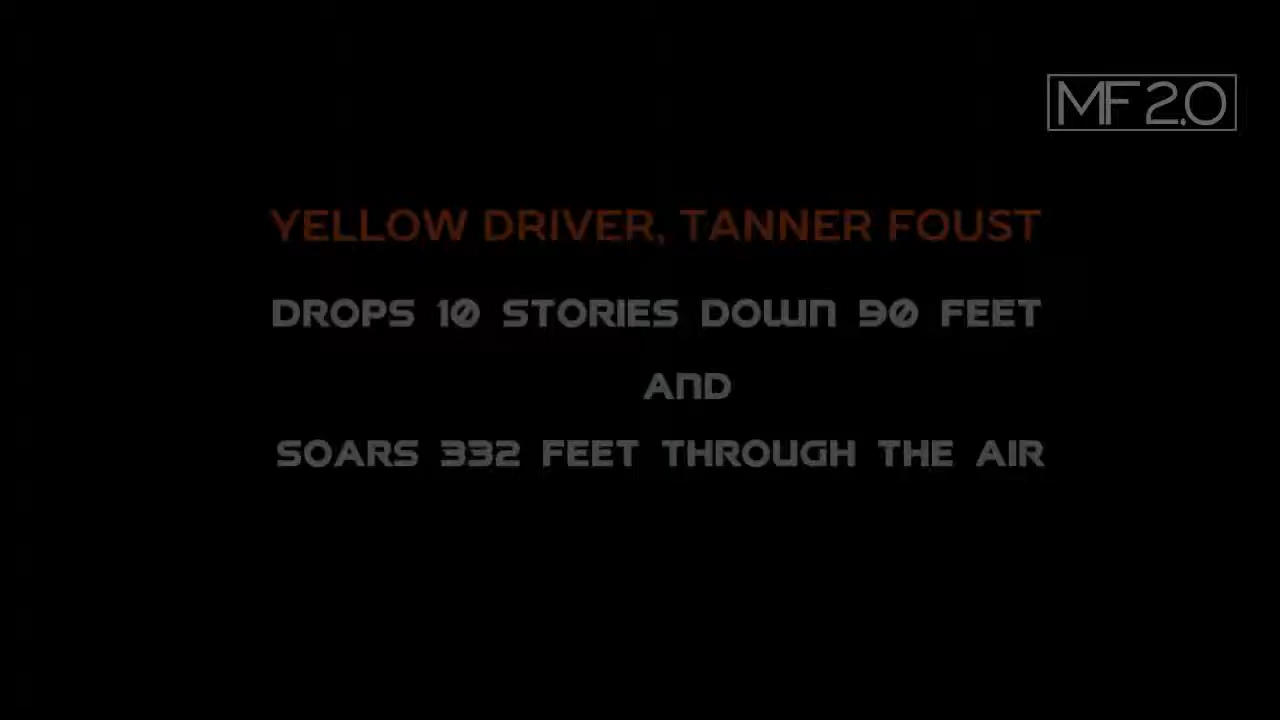 MF 2.0
YELLOW DRIVER, TANNER FOUST
DROPS 10 STORIES DOWN 90 FEET
AND
SOARS 332 FEET THROUGH THE AIR